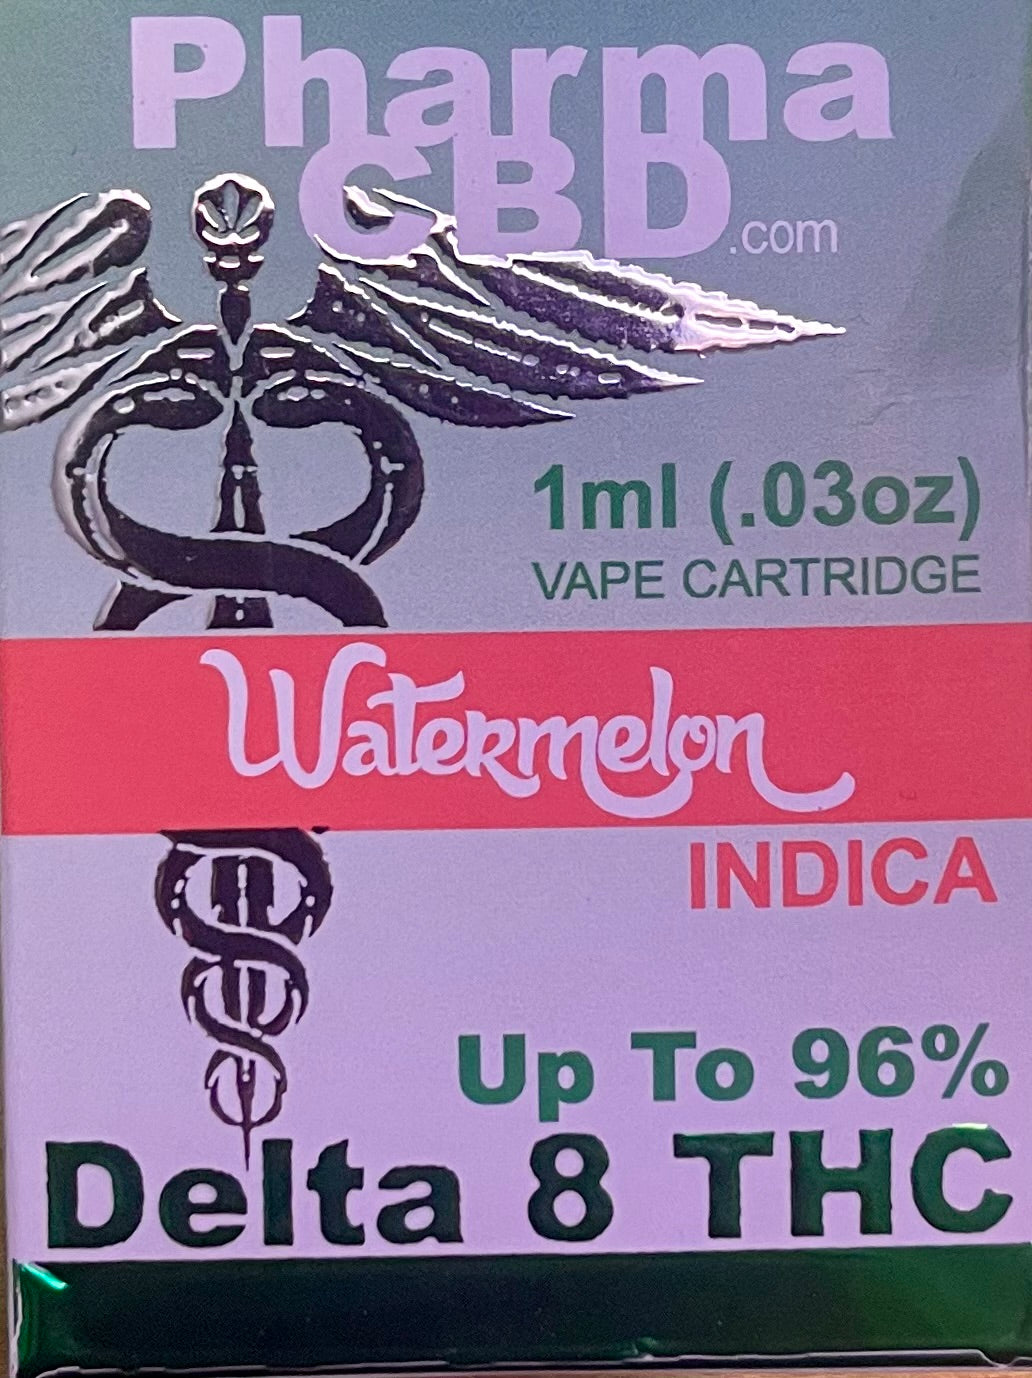 Pharma
CBD.com
1ml (.03oz)
VAPE CARTRIDGE
Watermelon
INDICA
Up To 96%
Delta 8 THC